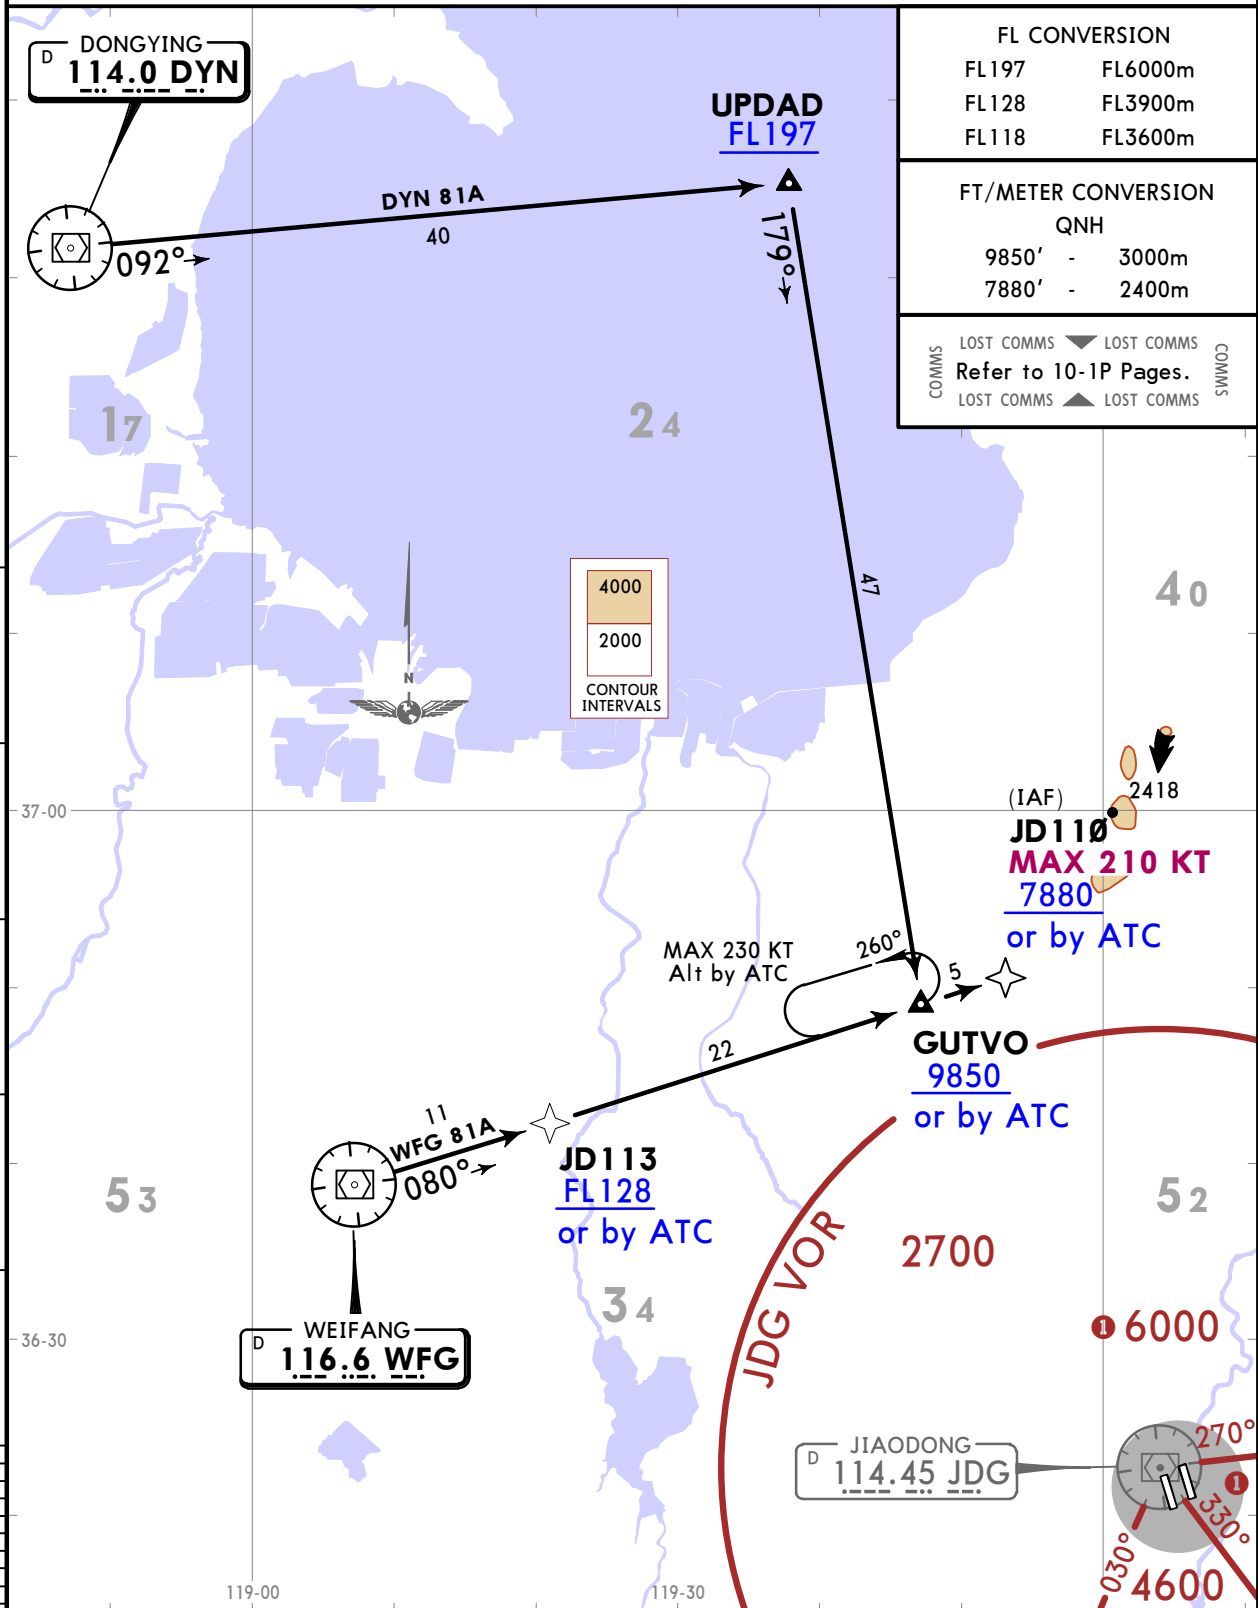 DONGYING
D 114.0 DYN
UPDAD
FL197
FL CONVERSION
FL197 FL6000m
FL128 FL3900m
FL118 FL3600m
FT/METER CONVERSION
QNH
9850' - 3000m
7880' - 2400m
LOST COMMS LOST COMMS
COMMS Refer to 10-1P Pages. COMMS
LOST COMMS LOST COMMS
DYN 81A
40
092°
179°
17
24
47
40
4000
2000
CONTOUR
INTERVALS
N
37-00
2418
(IAF)
JD110
MAX 210 KT
7880
or by ATC
MAX 230 KT
Alt by ATC
260°
5
GUTVO
9850
or by ATC
22
11
WFG 81A
080°
JD113
FL128
or by ATC
53
52
34
JDG VOR
2700
1 6000
36-30
WEIFANG
D 116.6 WFG
JIAODONG
D 114.45 JDG
270°
1
330°
030°
4600
119-00
119-30